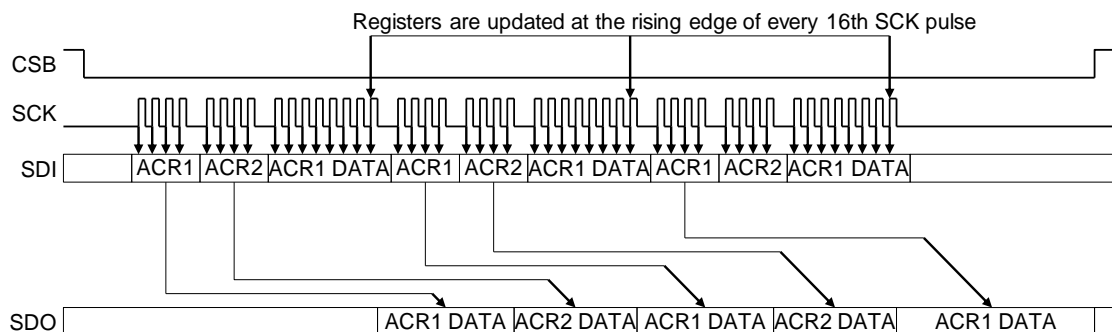 Registers are updated at the rising edge of every 16th SCK pulse
CSB
SCK
SDI ACR1 ACR2 ACR1 DATA ACR1 ACR2 ACR1 DATA ACR1 ACR2 ACR1 DATA
SDO ACR1 DATA ACR2 DATA ACR1 DATA ACR2 DATA ACR1 DATA